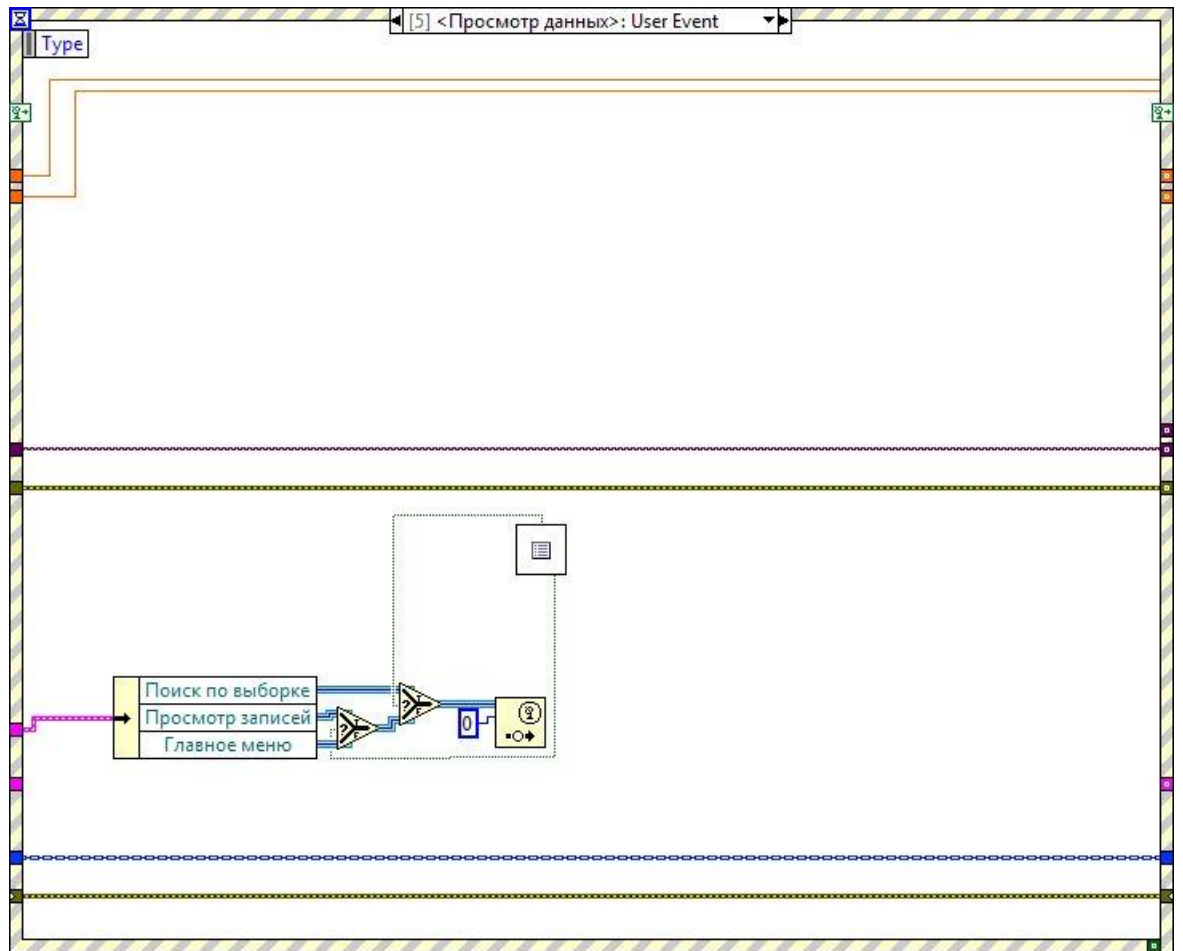 [5] <Просмотр данных>: User Event
Type
Поиск по выборке
Просмотр записей
Главное меню
0